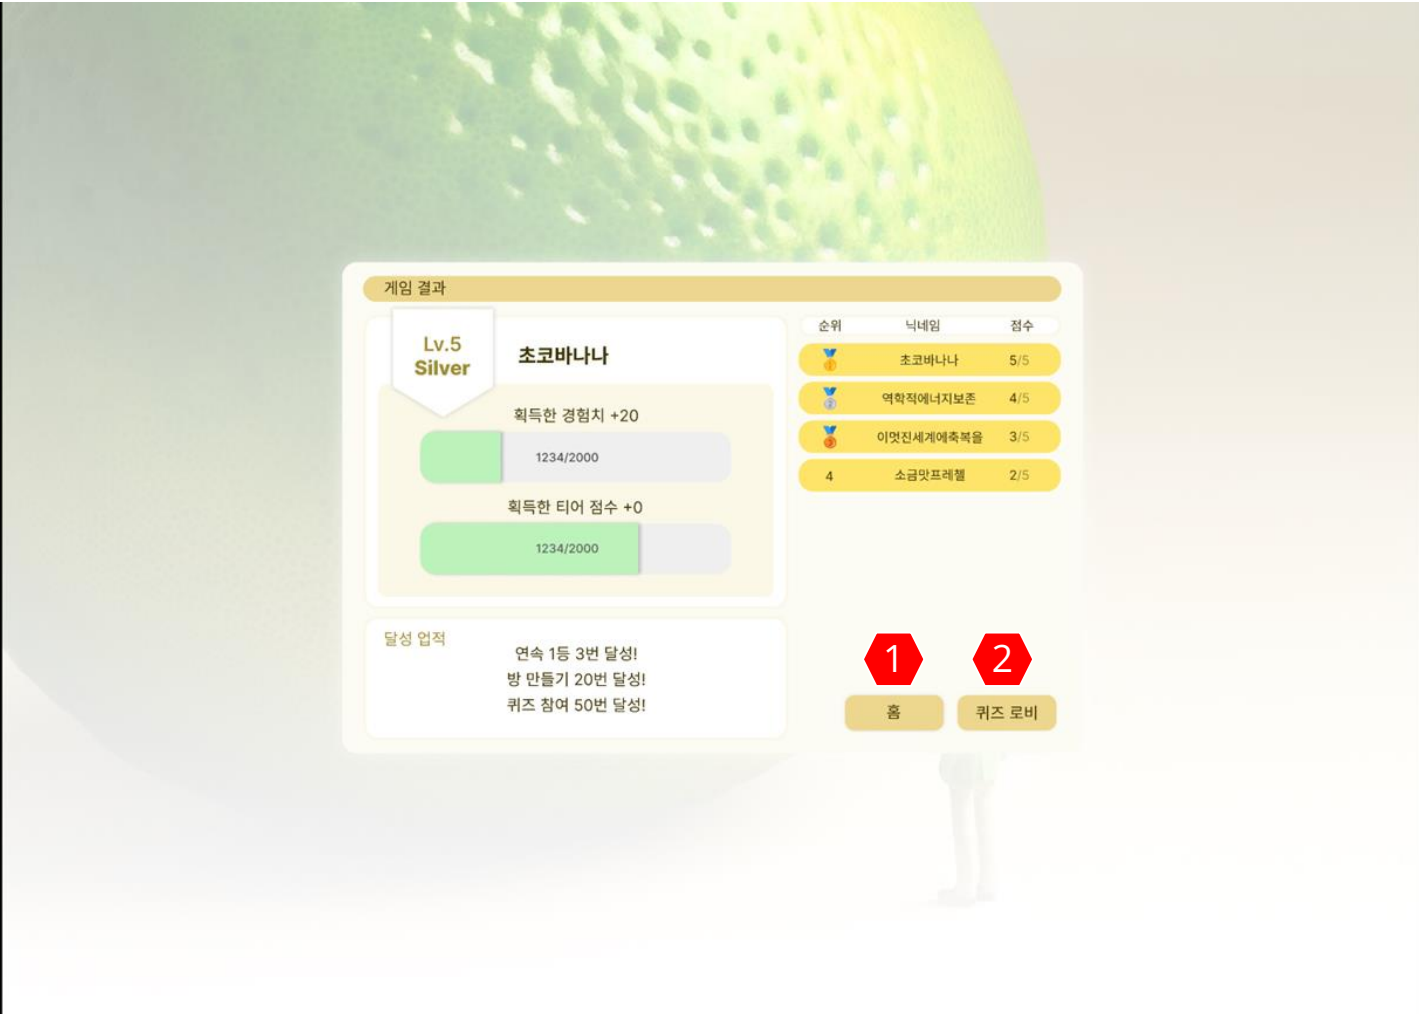 게임 결과
Lv.5
Silver
초코바나나
획득한 경험치 +20
1234/2000
획득한 티어 점수 +0
1234/2000
달성 업적
연속 1등 3번 달성!
방 만들기 20번 달성!
퀴즈 참여 50번 달성!
순위 닉네임 점수
1 초코바나나 5/5
2 역학적에너지보존 4/5
3 이멋진세계에축복을 3/5
4 소금맛프레첼 2/5
1 2
홈 퀴즈 로비